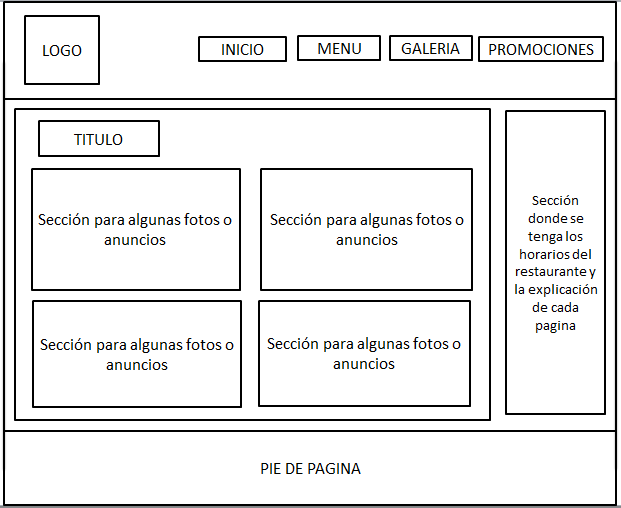 LOGO
INICIO
MENU
GALERIA
PROMOCIONES
TITULO
Sección para algunas fotos o
anuncios
Sección para algunas fotos o
anuncios
Sección para algunas fotos o
anuncios
Sección para algunas fotos o
anuncios
Sección
donde se
tenga los
horarios del
restaurante y
la explicación
de cada
pagina
PIE DE PAGINA